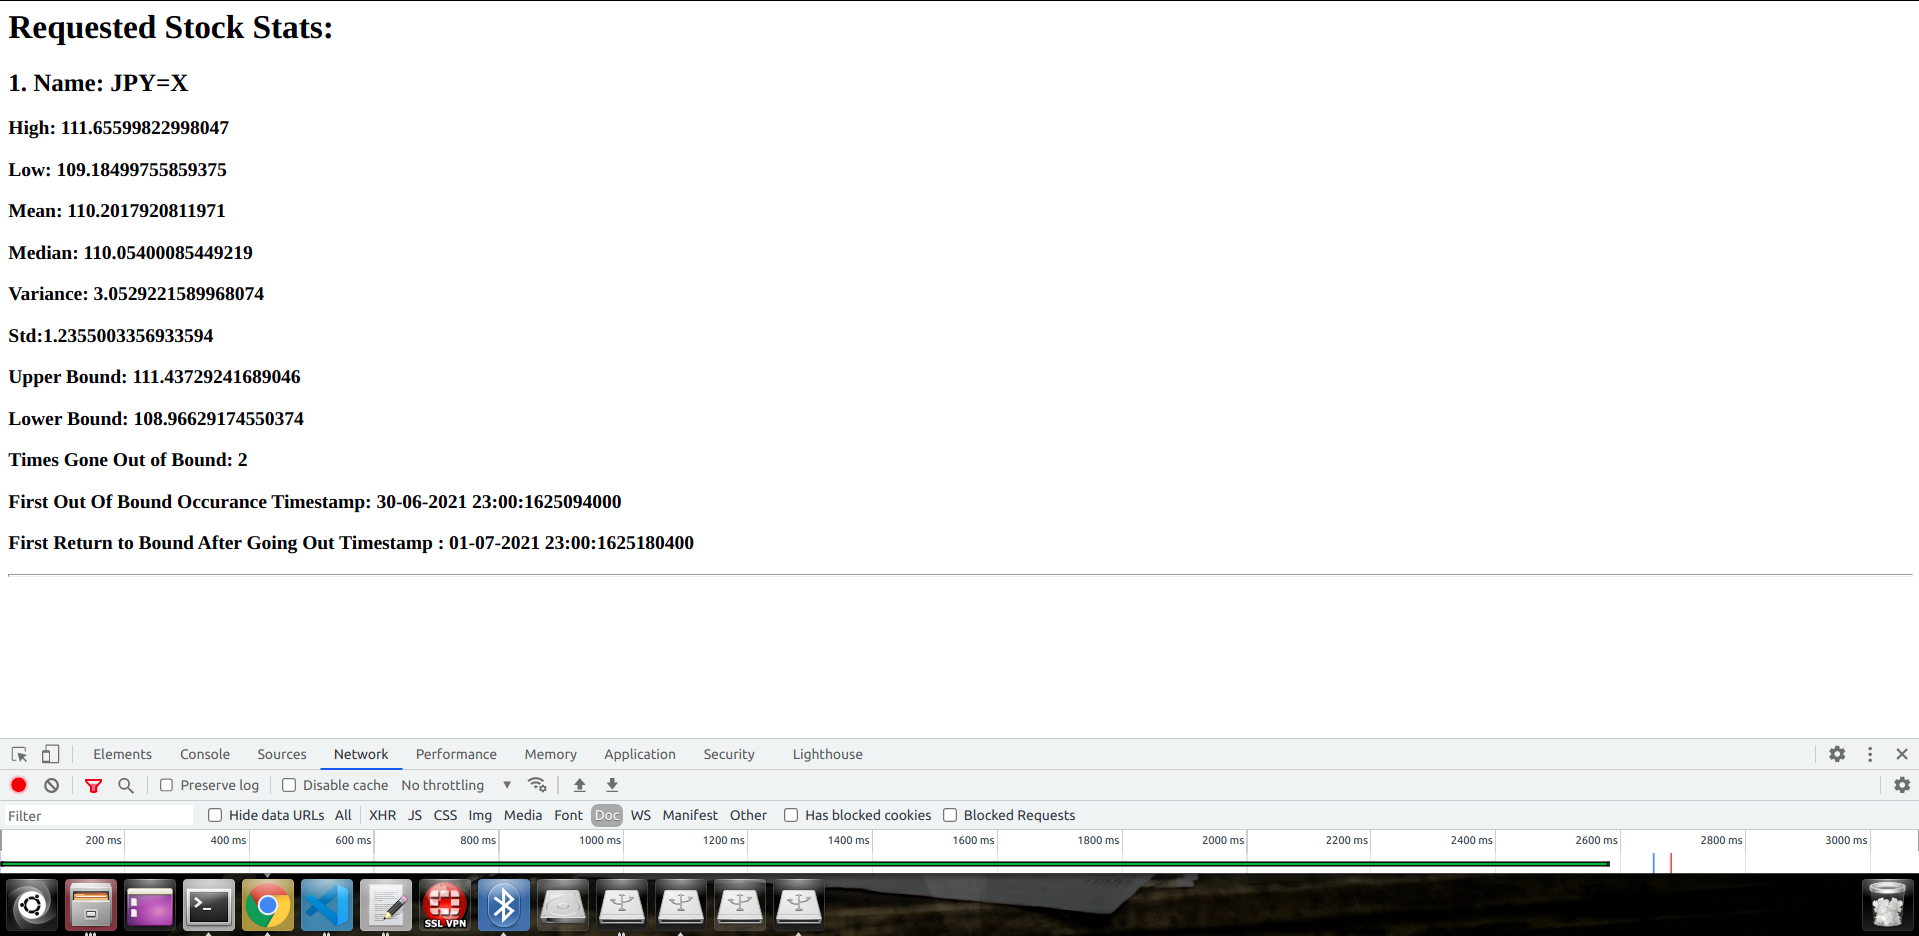 Requested Stock Stats:
1. Name: JPY=X
High: 111.65599822998047
Low: 109.18499755859375
Mean: 110.2017920811971
Median: 110.05400085449219
Variance: 3.0529221589968074
Std:1.2355003356933594
Upper Bound: 111.43729241689046
Lower Bound: 108.96629174550374
Times Gone Out of Bound: 2
First Out Of Bound Occurance Timestamp: 30-06-2021 23:00:1625094000
First Return to Bound After Going Out Timestamp : 01-07-2021 23:00:1625180400
Elements Console Sources Network Performance Memory Application Security Lighthouse
Preserve log Disable cache No throttling
Filter Hide data URLs All XHR JS CSS Img Media Font Doc WS Manifest Other Has blocked cookies Blocked Requests
200 ms 400 ms 600 ms 800 ms 1000 ms 1200 ms 1400 ms 1600 ms 1800 ms 2000 ms 2200 ms 2400 ms 2600 ms 2800 ms 3000 ms
SSL VPN